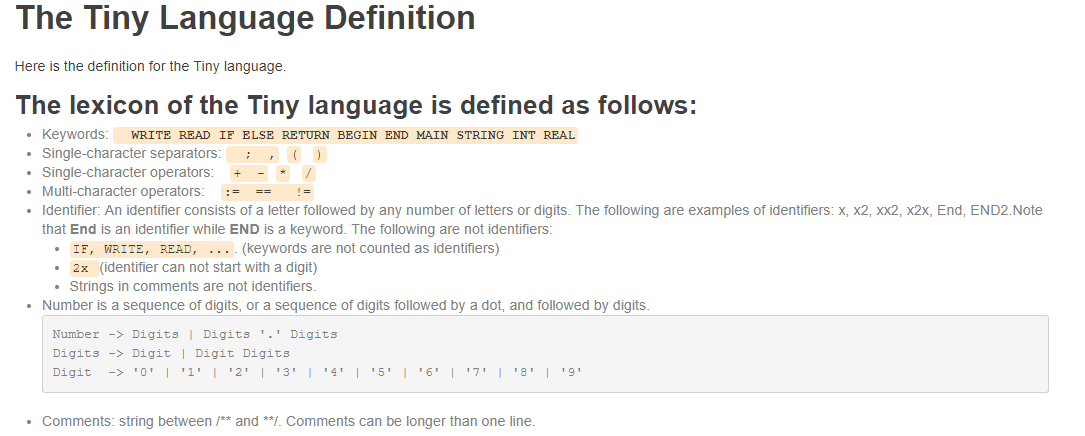 The Tiny Language Definition
Here is the definition for the Tiny language.
The lexicon of the Tiny language is defined as follows:
• Keywords: WRITE READ IF ELSE RETURN BEGIN END MAIN STRING INT REAL
• Single-character separators: ; , ( )
• Single-character operators: + - * /
• Multi-character operators: := == !=
• Identifier: An identifier consists of a letter followed by any number of letters or digits. The following are examples of identifiers: x, x2, xx2, x2x, End, END2.Note
that End is an identifier while END is a keyword. The following are not identifiers:
• IF, WRITE, READ, ... . (keywords are not counted as identifiers)
• 2x (identifier can not start with a digit)
• Strings in comments are not identifiers.
• Number is a sequence of digits, or a sequence of digits followed by a dot, and followed by digits.
Number -> Digits | Digits '.' Digits
Digits -> Digit | Digit Digits
Digit -> '0' | '1' | '2' | '3' | '4' | '5' | '6' | '7' | '8' | '9'
• Comments: string between /** and **/. Comments can be longer than one line.